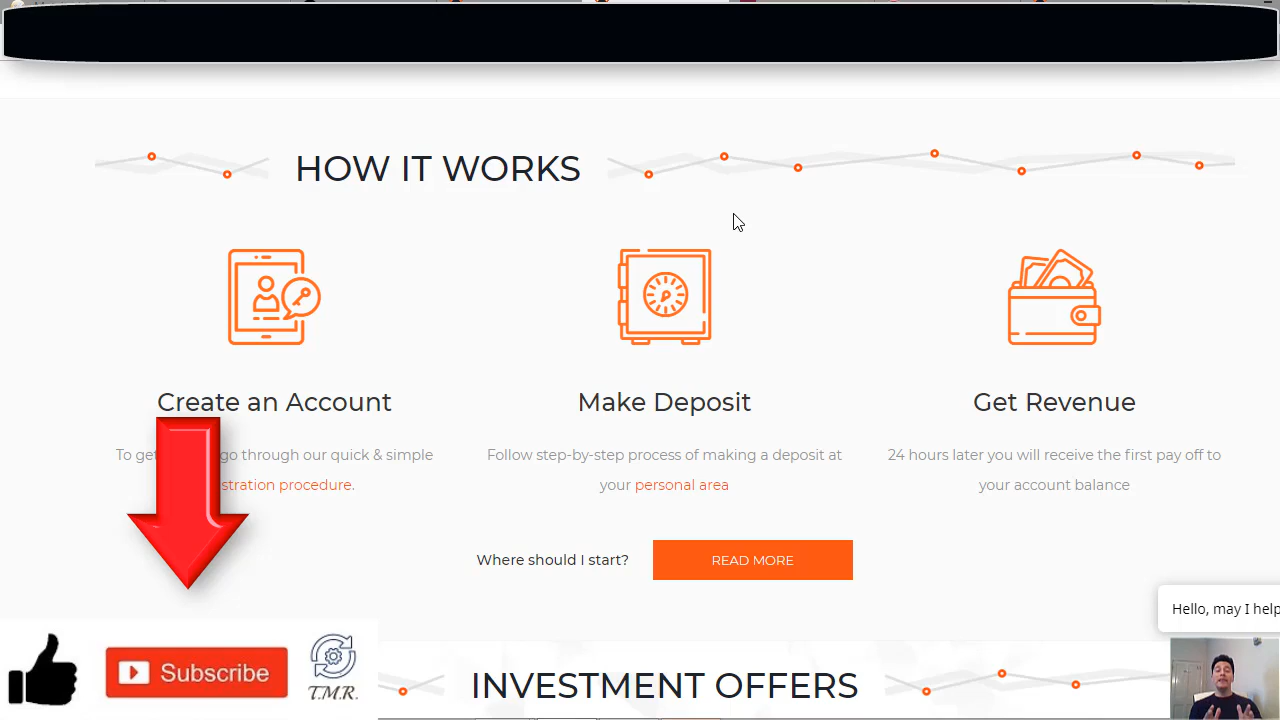 HOW IT WORKS
Create an Account
Make Deposit
Get Revenue
To get go through our quick & simple
stration procedure.
Follow step-by-step process of making a deposit at
your personal area
24 hours later you will receive the first pay off to
your account balance
Where should I start?
READ MORE
Hello, may I help
Subscribe
T.M.R.
INVESTMENT OFFERS